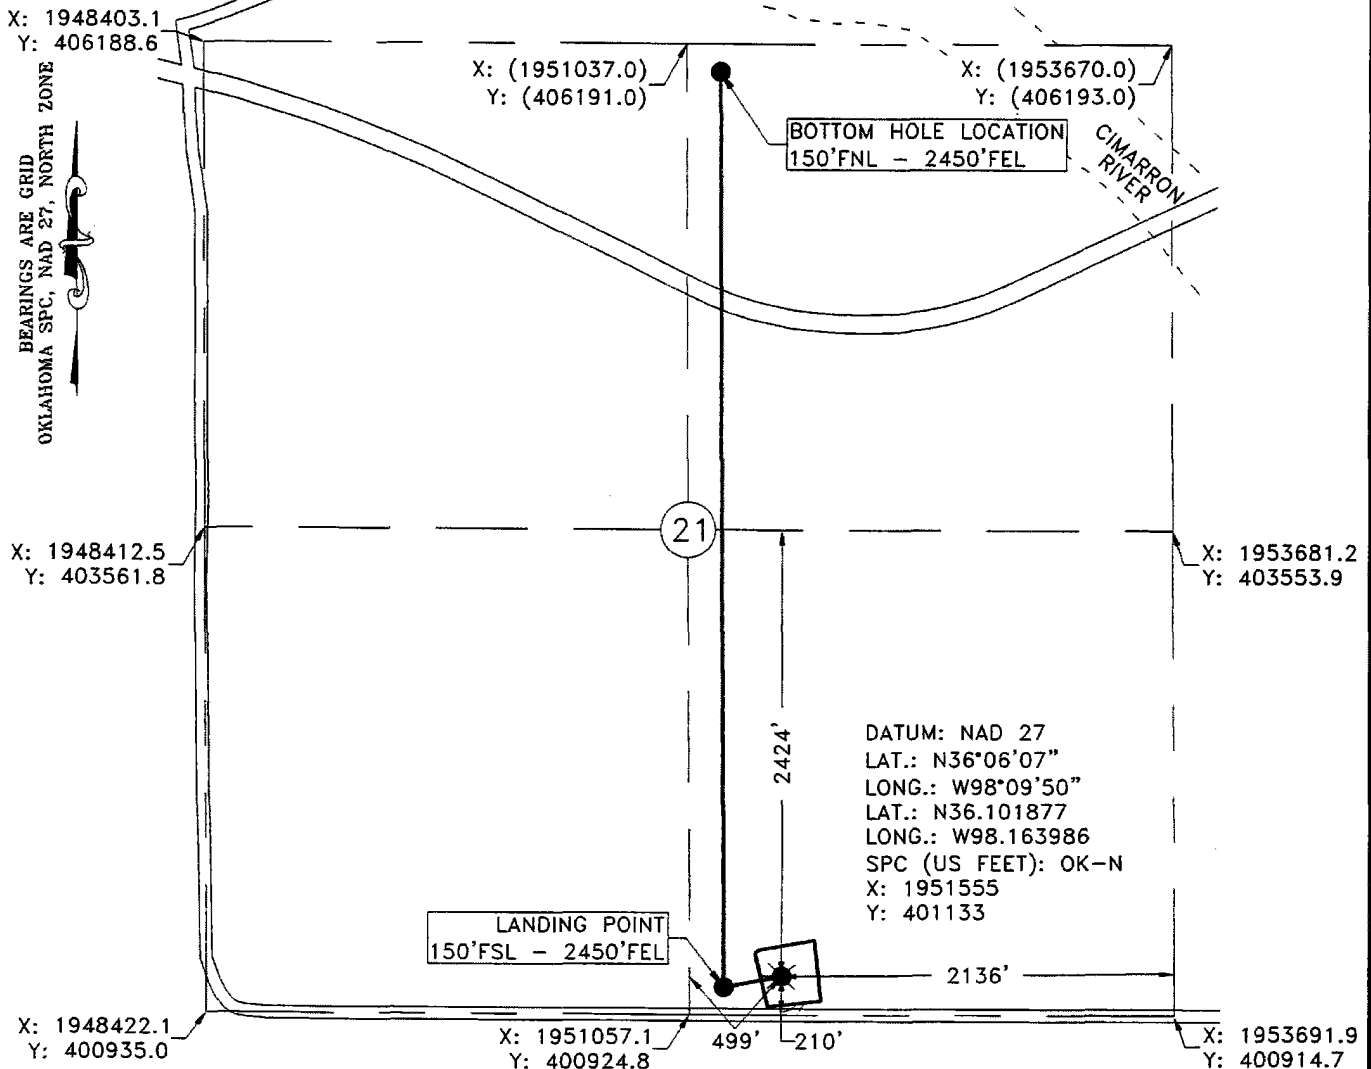 X: 1948403.1
Y: 406188.6
X: (1951037.0)
Y: (406191.0)
X: (1953670.0)
Y: (406193.0)
BOTTOM HOLE LOCATION
150'FNL - 2450'FEL
CIMARRON
RIVER
BEARINGS ARE GRID
OKLAHOMA SPC, NAD 27, NORTH ZONE
21
X: 1948412.5
Y: 403561.8
X: 1953681.2
Y: 403553.9
2424'
DATUM: NAD 27
LAT.: N36°06'07"
LONG.: W98°09'50"
LAT.: N36.101877
LONG.: W98.163986
SPC (US FEET): OK-N
X: 1951555
Y: 401133
LANDING POINT
150'FSL - 2450'FEL
2136'
X: 1948422.1
Y: 400935.0
X: 1951057.1
Y: 400924.8
499'
210'
X: 1953691.9
Y: 400914.7